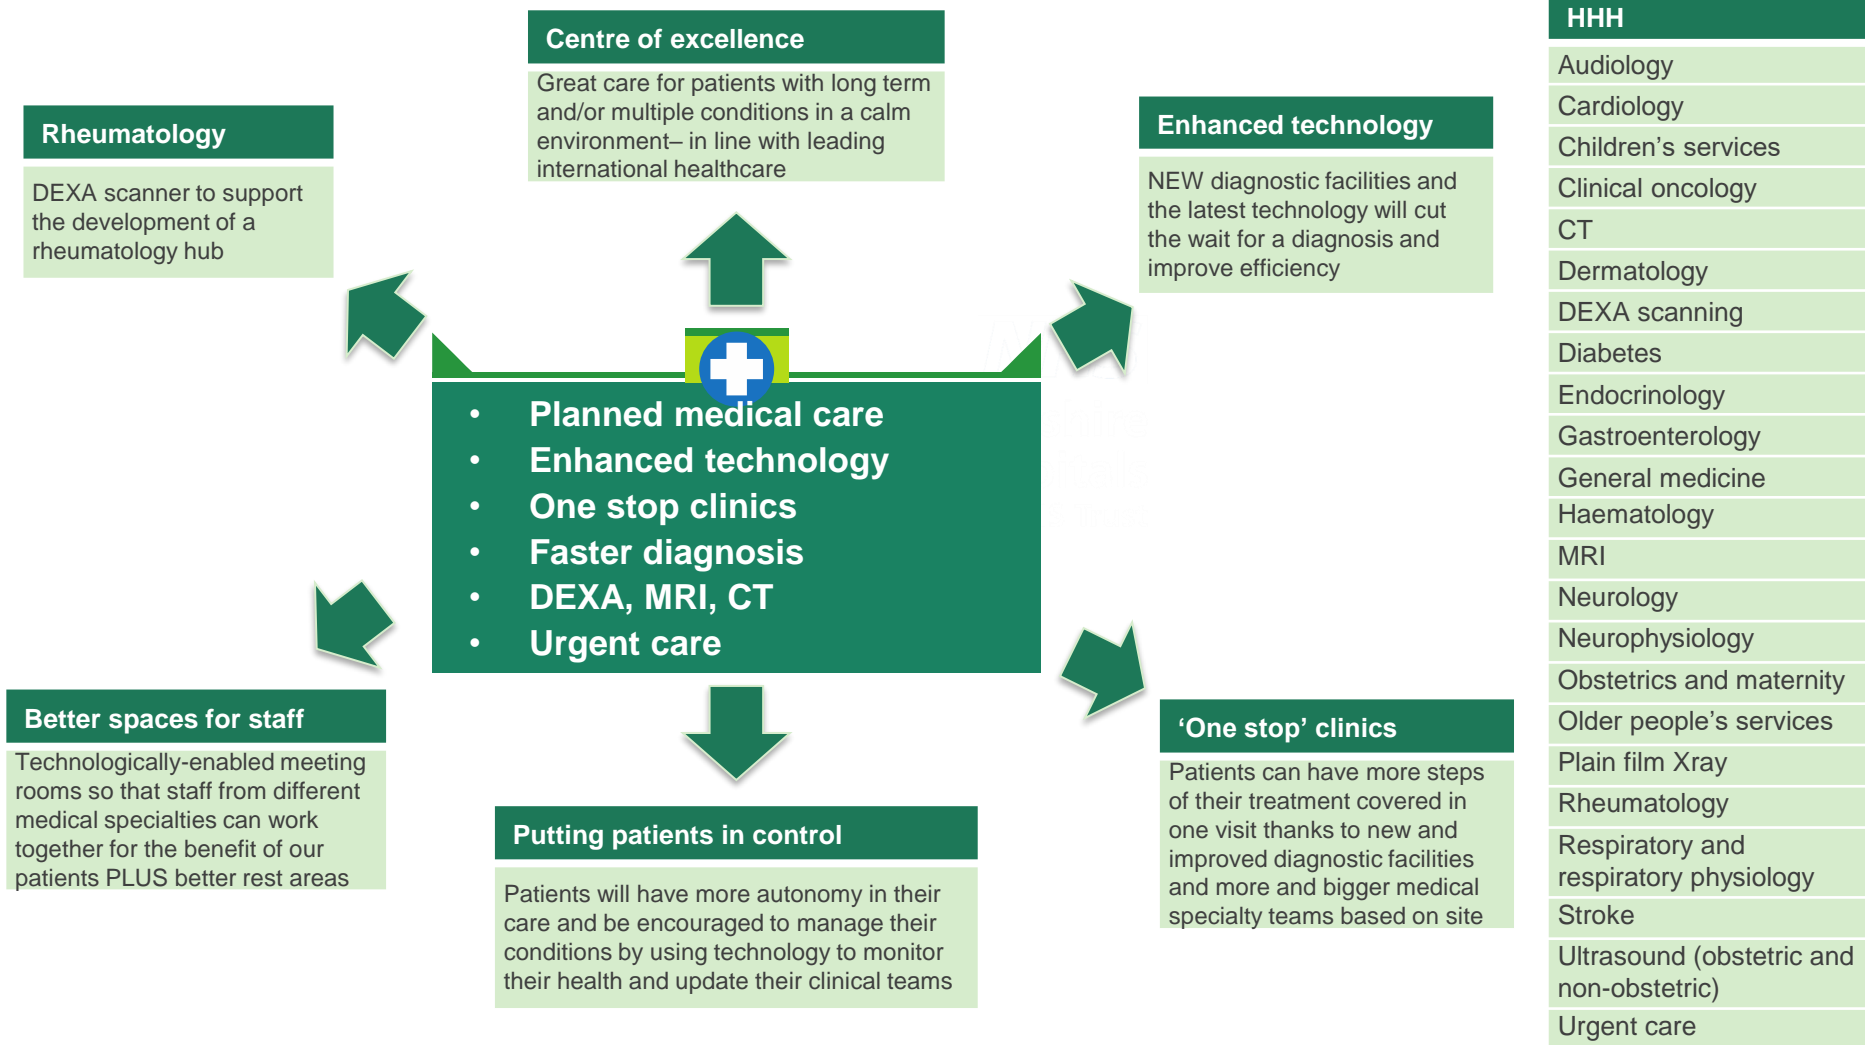 Centre of excellence
Great care for patients with long term
and/or multiple conditions in a calm
environment– in line with leading
international healthcare
Rheumatology
DEXA scanner to support
the development of a
rheumatology hub
Enhanced technology
NEW diagnostic facilities and
the latest technology will cut
the wait for a diagnosis and
improve efficiency
• Planned medical care
• Enhanced technology
• One stop clinics
• Faster diagnosis
• DEXA, MRI, CT
• Urgent care
Better spaces for staff
Technologically-enabled meeting
rooms so that staff from different
medical specialties can work
together for the benefit of our
patients PLUS better rest areas
Putting patients in control
Patients will have more autonomy in their
care and be encouraged to manage their
conditions by using technology to monitor
their health and update their clinical teams
‘One stop’ clinics
Patients can have more steps
of their treatment covered in
one visit thanks to new and
improved diagnostic facilities
and more and bigger medical
specialty teams based on site
HHH
Audiology
Cardiology
Children’s services
Clinical oncology
CT
Dermatology
DEXA scanning
Diabetes
Endocrinology
Gastroenterology
General medicine
Haematology
MRI
Neurology
Neurophysiology
Obstetrics and maternity
Older people’s services
Plain film Xray
Rheumatology
Respiratory and
respiratory physiology
Stroke
Ultrasound (obstetric and
non-obstetric)
Urgent care